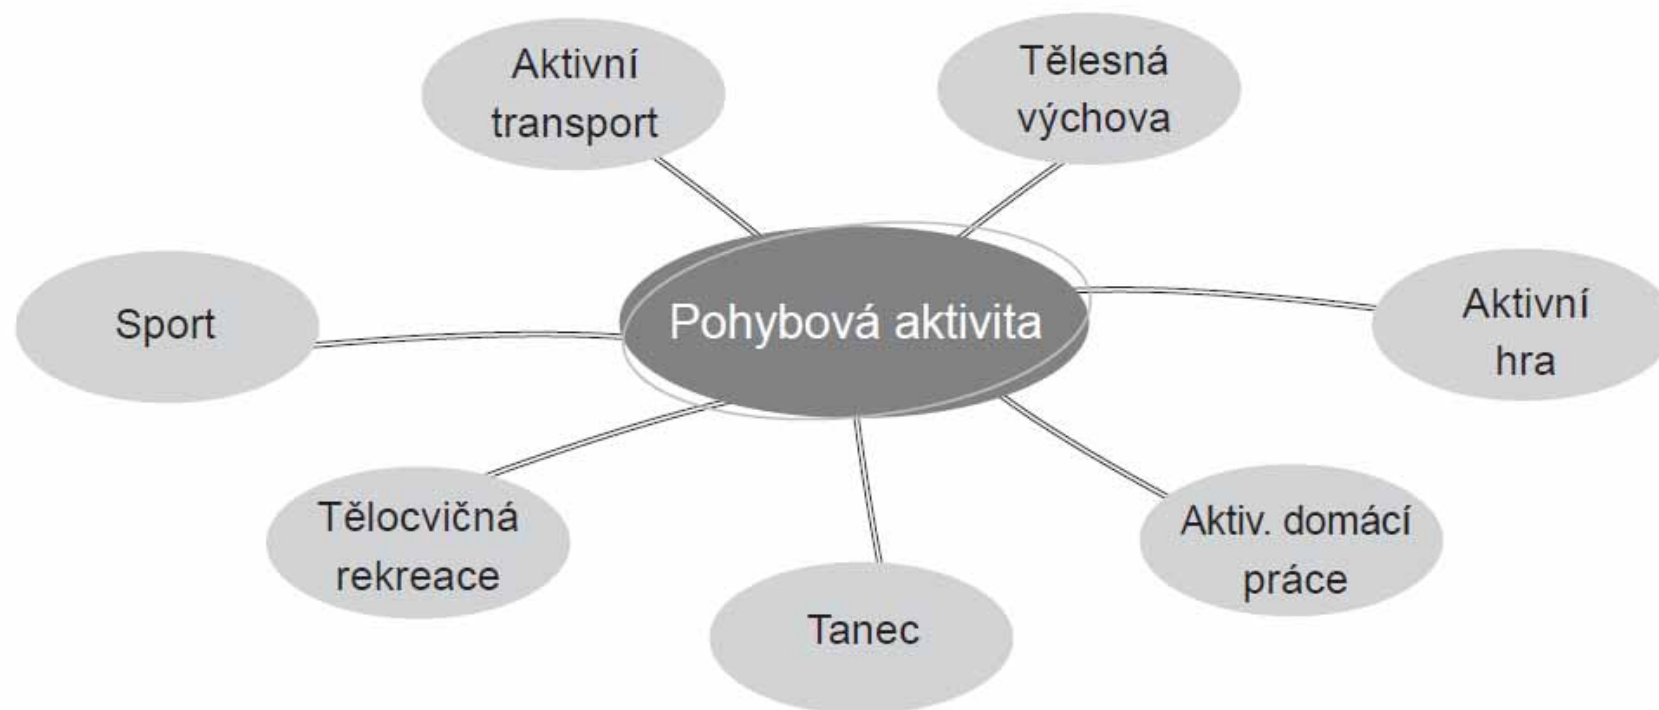 Aktivní
transport
Tělesná
výchova
Sport
Pohybová aktivita
Aktivní
hra
Tělocvičná
rekreace
Tanec
Aktiv. domácí
práce